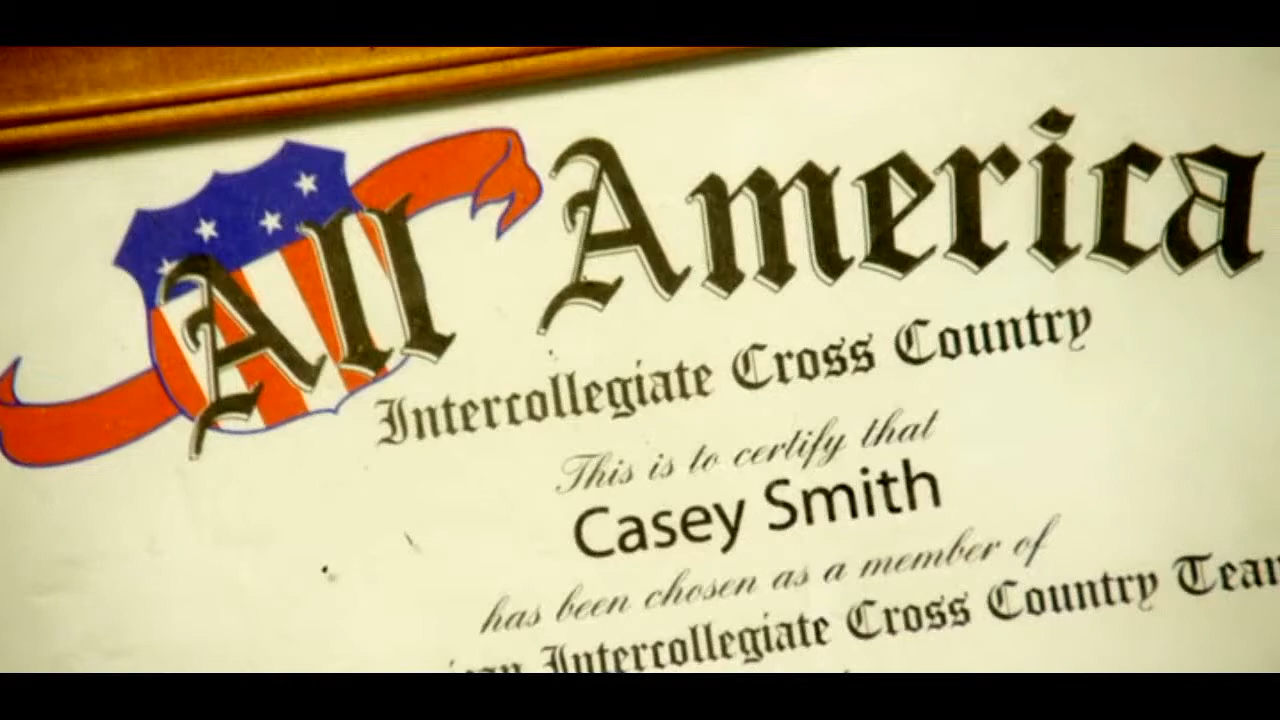 All America
Intercollegiate Cross Country
This is to certify that
Casey Smith
has been chosen as a member of
Intercollegiate Cross Country